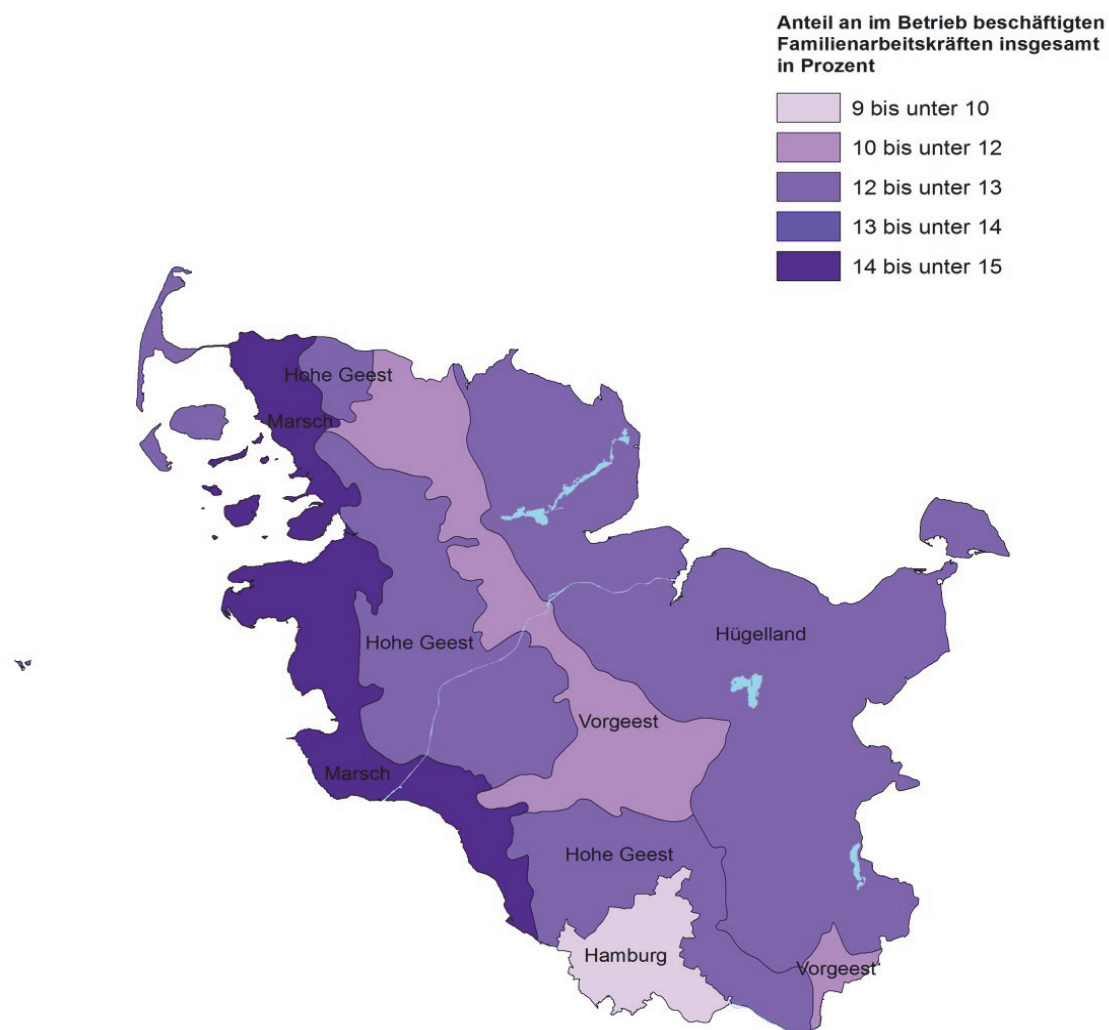 Anteil an im Betrieb beschäftigten
Familienarbeitskräften insgesamt
in Prozent
9 bis unter 10
10 bis unter 12
12 bis unter 13
13 bis unter 14
14 bis unter 15
Hohe Geest
Marsch
Hohe Geest
Hügelland
Vorgeest
Marsch
Hohe Geest
Hamburg
Vorgeest